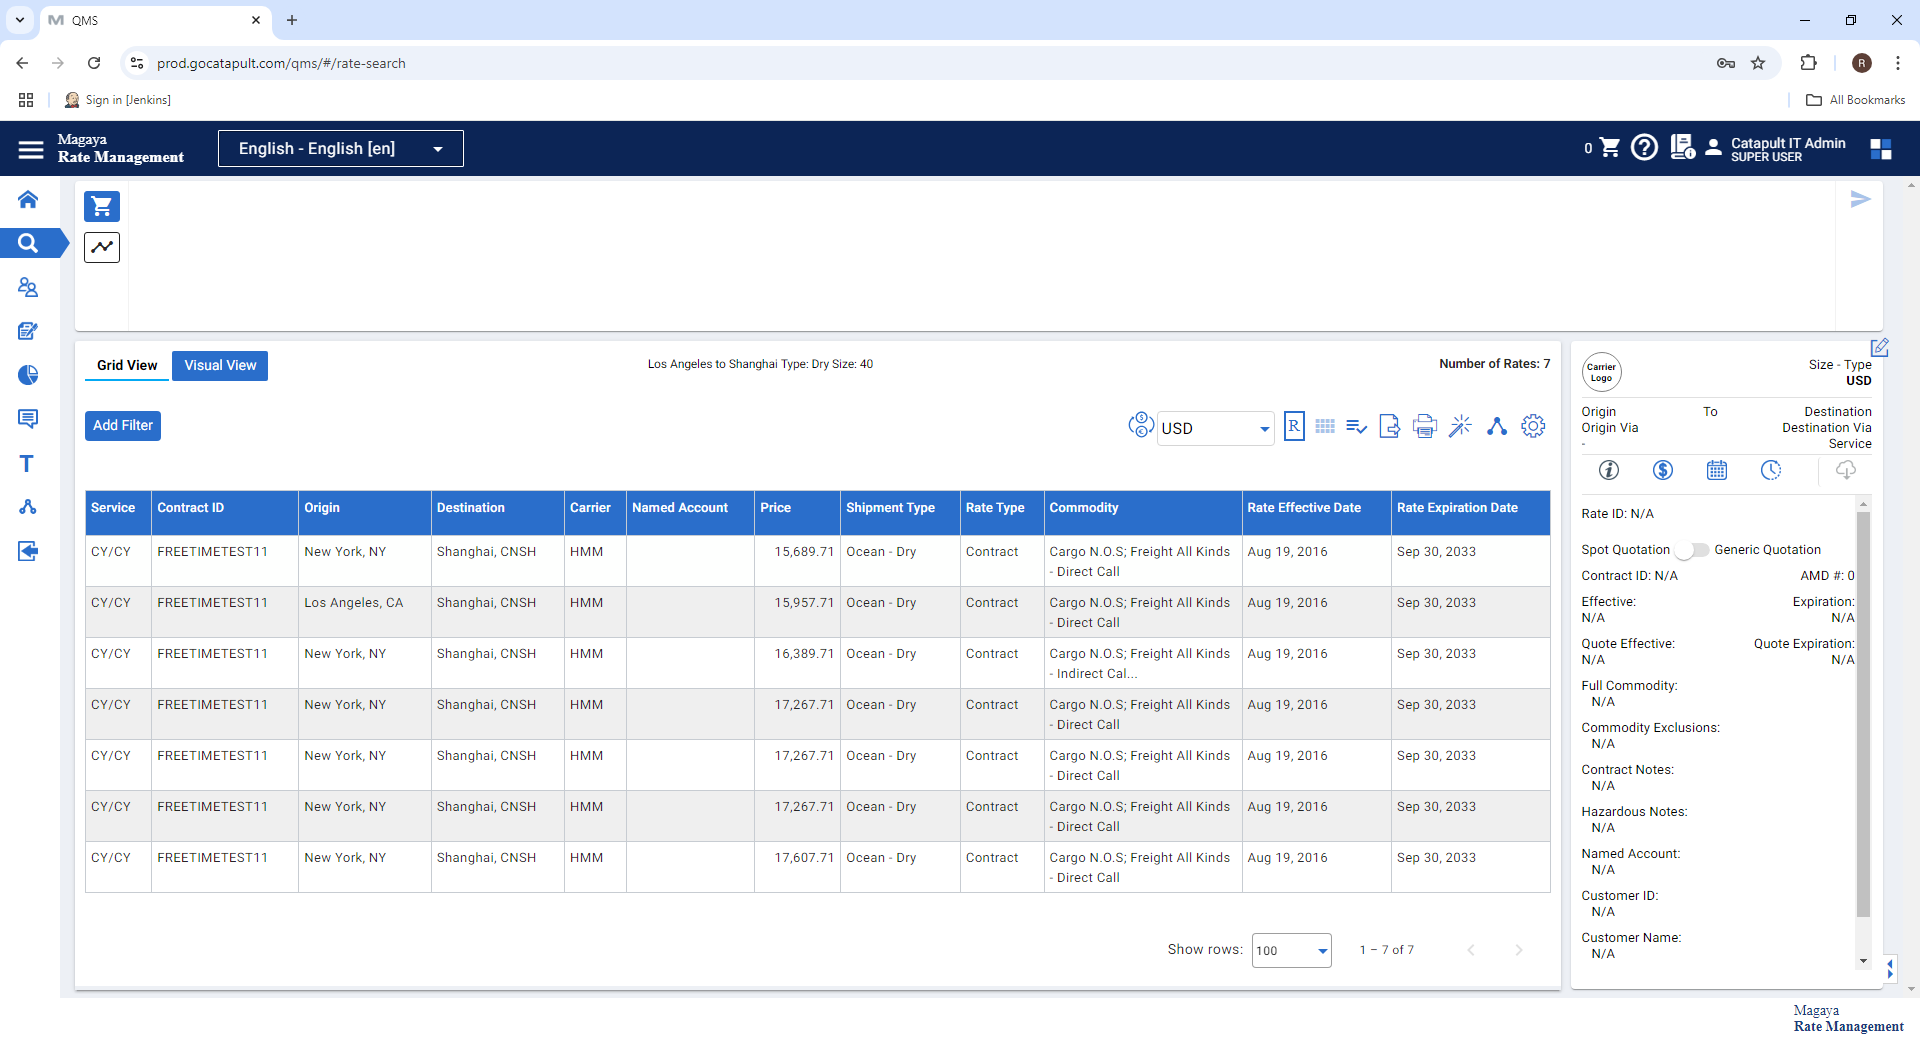 QMS
prod.gocatapult.com/qms/#/rate-search
R
Sign in [Jenkins]
All Bookmarks
Magaya
Rate Management
English - English [en]
0
Catapult IT Admin
SUPER USER
Grid View
Visual View
Los Angeles to Shanghai Type: Dry Size: 40
Number of Rates: 7
Add Filter
USD
R
Service Contract ID Origin Destination Carrier Named Account Price Shipment Type Rate Type Commodity Rate Effective Date Rate Expiration Date
CY/CY FREETIMETEST11 New York, NY Shanghai, CNSH HMM 15,689.71 Ocean - Dry Contract Cargo N.O.S; Freight All Kinds Aug 19, 2016 Sep 30, 2033
- Direct Call
CY/CY FREETIMETEST11 Los Angeles, CA Shanghai, CNSH HMM 15,957.71 Ocean - Dry Contract Cargo N.O.S; Freight All Kinds Aug 19, 2016 Sep 30, 2033
- Direct Call
CY/CY FREETIMETEST11 New York, NY Shanghai, CNSH HMM 16,389.71 Ocean - Dry Contract Cargo N.O.S; Freight All Kinds Aug 19, 2016 Sep 30, 2033
- Indirect Cal...
CY/CY FREETIMETEST11 New York, NY Shanghai, CNSH HMM 17,267.71 Ocean - Dry Contract Cargo N.O.S; Freight All Kinds Aug 19, 2016 Sep 30, 2033
- Direct Call
CY/CY FREETIMETEST11 New York, NY Shanghai, CNSH HMM 17,267.71 Ocean - Dry Contract Cargo N.O.S; Freight All Kinds Aug 19, 2016 Sep 30, 2033
- Direct Call
CY/CY FREETIMETEST11 New York, NY Shanghai, CNSH HMM 17,267.71 Ocean - Dry Contract Cargo N.O.S; Freight All Kinds Aug 19, 2016 Sep 30, 2033
- Direct Call
CY/CY FREETIMETEST11 New York, NY Shanghai, CNSH HMM 17,607.71 Ocean - Dry Contract Cargo N.O.S; Freight All Kinds Aug 19, 2016 Sep 30, 2033
- Direct Call
Show rows: 100 1 – 7 of 7
Carrier
Logo
Size - Type
USD
Origin To Destination
Origin Via Destination Via
- Service
Rate ID: N/A
Spot Quotation Generic Quotation
Contract ID: N/A AMD #: 0
Effective: Expiration:
N/A N/A
Quote Effective: Quote Expiration:
N/A N/A
Full Commodity:
N/A
Commodity Exclusions:
N/A
Contract Notes:
N/A
Hazardous Notes:
N/A
Named Account:
N/A
Customer ID:
N/A
Customer Name:
N/A
Magaya
Rate Management